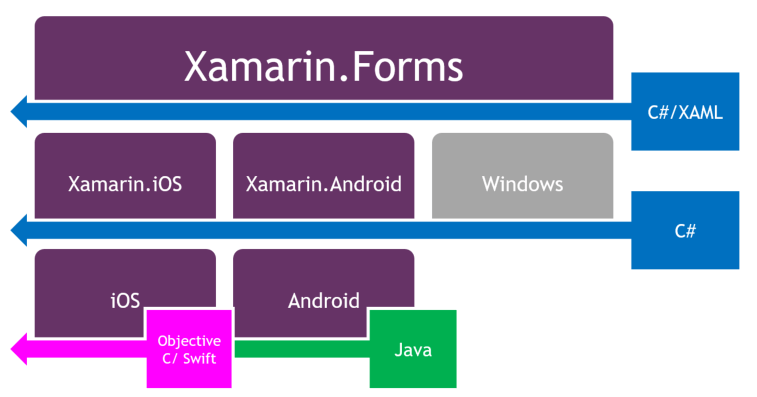 Xamarin.Forms
C#/XAML
Xamarin.iOS
Xamarin.Android
Windows
C#
iOS
Android
Objective
C/ Swift
Java